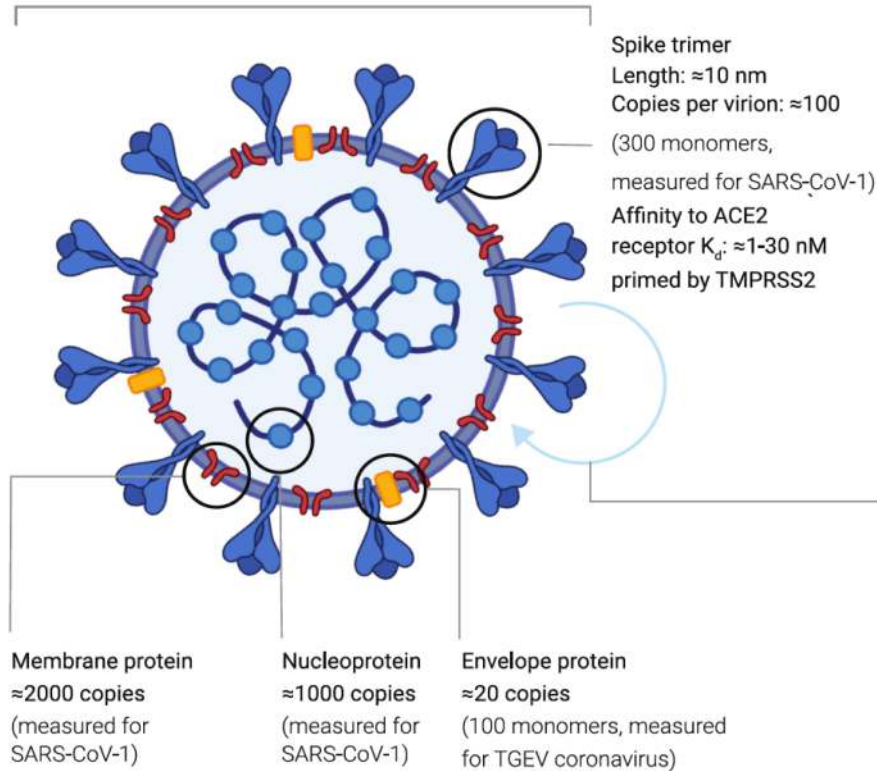 Spike trimer
Length: ≈10 nm
Copies per virion: ≈100
(300 monomers,
measured for SARS-CoV-1)
Affinity to ACE2
receptor Kd: ≈1-30 nM
primed by TMPRSS2
Membrane protein
≈2000 copies
(measured for
SARS-CoV-1)
Nucleoprotein
≈1000 copies
(measured for
SARS-CoV-1)
Envelope protein
≈20 copies
(100 monomers, measured
for TGEV coronavirus)